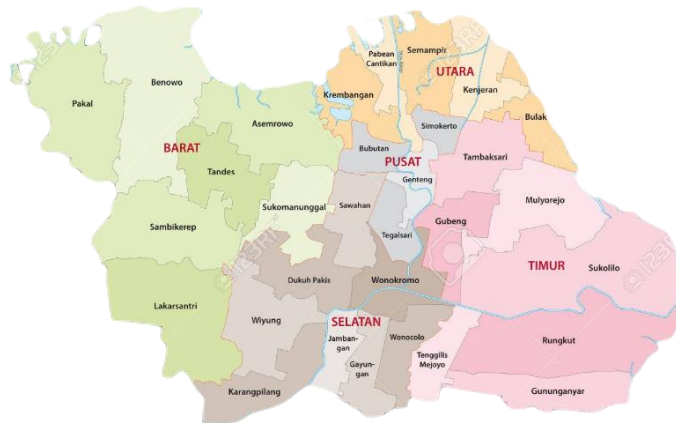 Pabean
Cantikan
Semampir
UTARA
Benowo
Krembangan
Kenjeran
Pakal
Asemrowo
Simokerto
Bulak
BARAT
Bubutan
PUSAT
Tambaksari
Tandes
Genteng
Sukomanunggal
Sawahan
Mulyorejo
Sambikerep
Tegalsari
Gubeng
TIMUR
Sukolilo
Dukuh Pakis
Wonokromo
Lakarsantri
Wiyung
SELATAN
Jamban-
gan
Wonocolo
Rungkut
Gayun-
gan
Tenggilis
Mejoyo
Karangpilang
Gununganyar
123RF